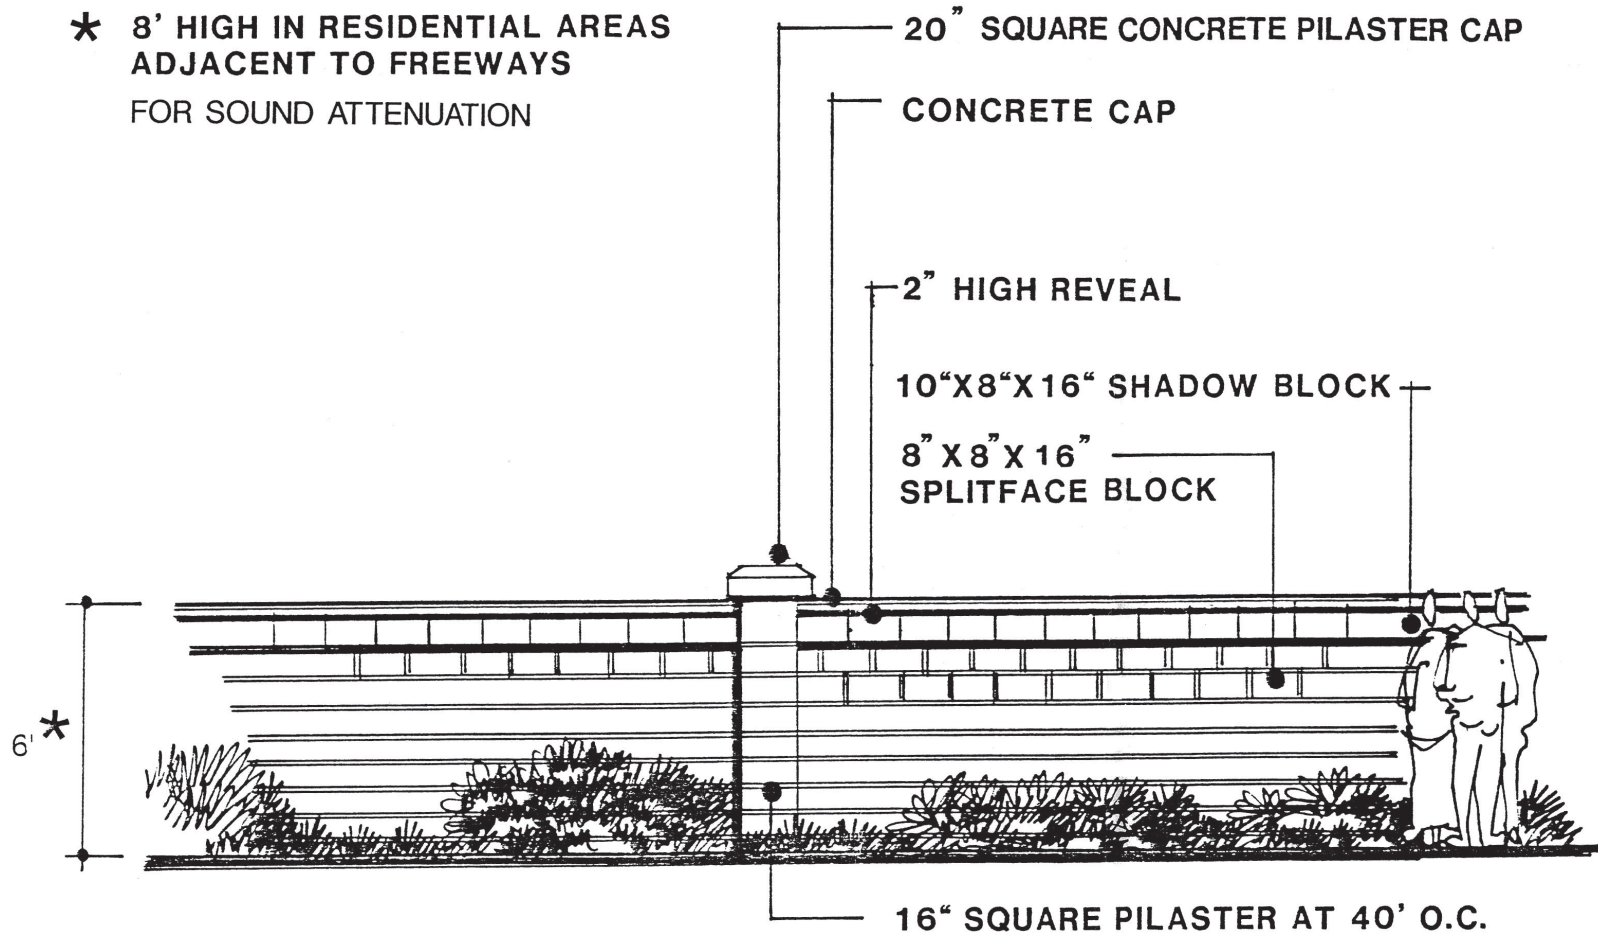 * 8' HIGH IN RESIDENTIAL AREAS
ADJACENT TO FREEWAYS
FOR SOUND ATTENUATION
20” SQUARE CONCRETE PILASTER CAP
CONCRETE CAP
2” HIGH REVEAL
10“X8“X16“ SHADOW BLOCK
8”X8”X16”
SPLITFACE BLOCK
6' *
16“ SQUARE PILASTER AT 40' O.C.